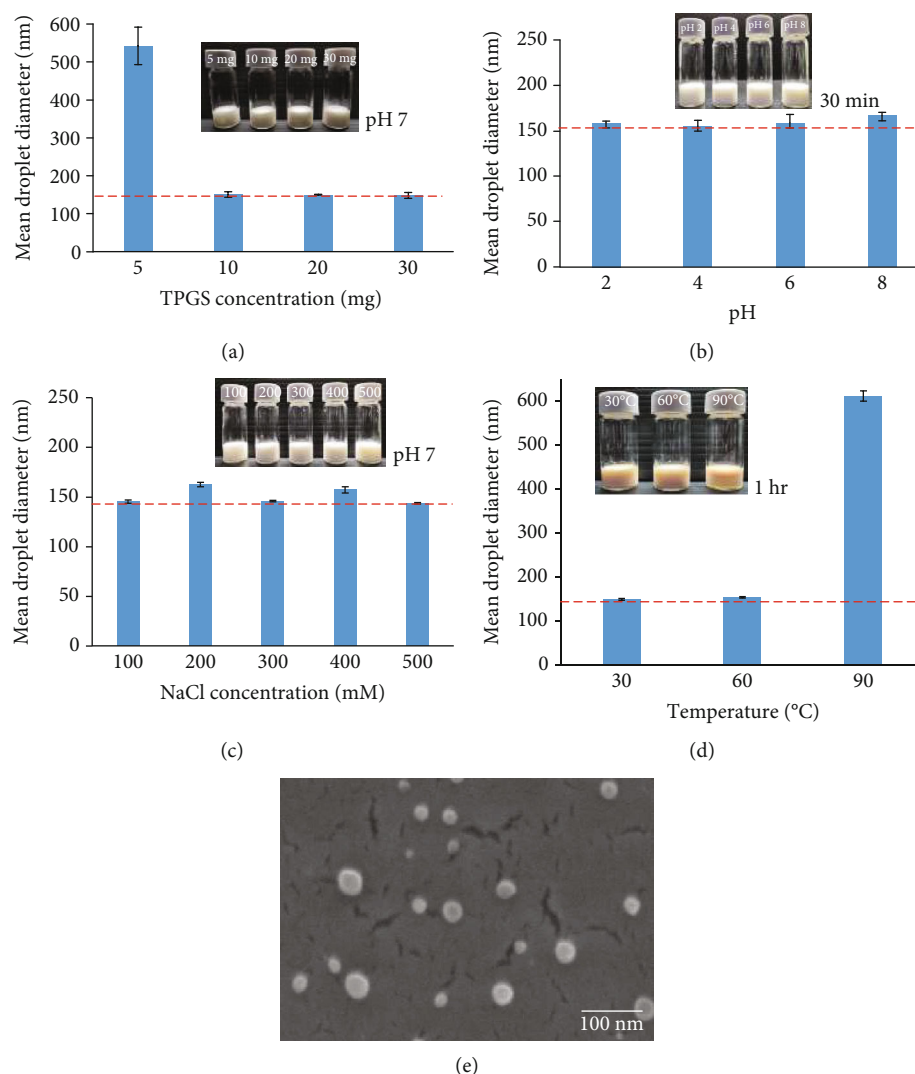 600
500
400
300
200
100
0
Mean droplet diameter (nm)
5 mg 10 mg 20 mg 30 mg
pH 7
5 10 20 30
TPGS concentration (mg)
(a)
250
200
150
100
50
0
Mean droplet diameter (nm)
pH 2 pH 4 pH 6 pH 8
30 min
2 4 6 8
pH
(b)
250
200
150
100
50
0
Mean droplet diameter (nm)
100 200 300 400 500
pH 7
100 200 300 400 500
NaCl concentration (mM)
(c)
600
500
400
300
200
100
0
Mean droplet diameter (nm)
30°C 60°C 90°C
1 hr
30 60 90
Temperature (°C)
(d)
100 nm
(e)